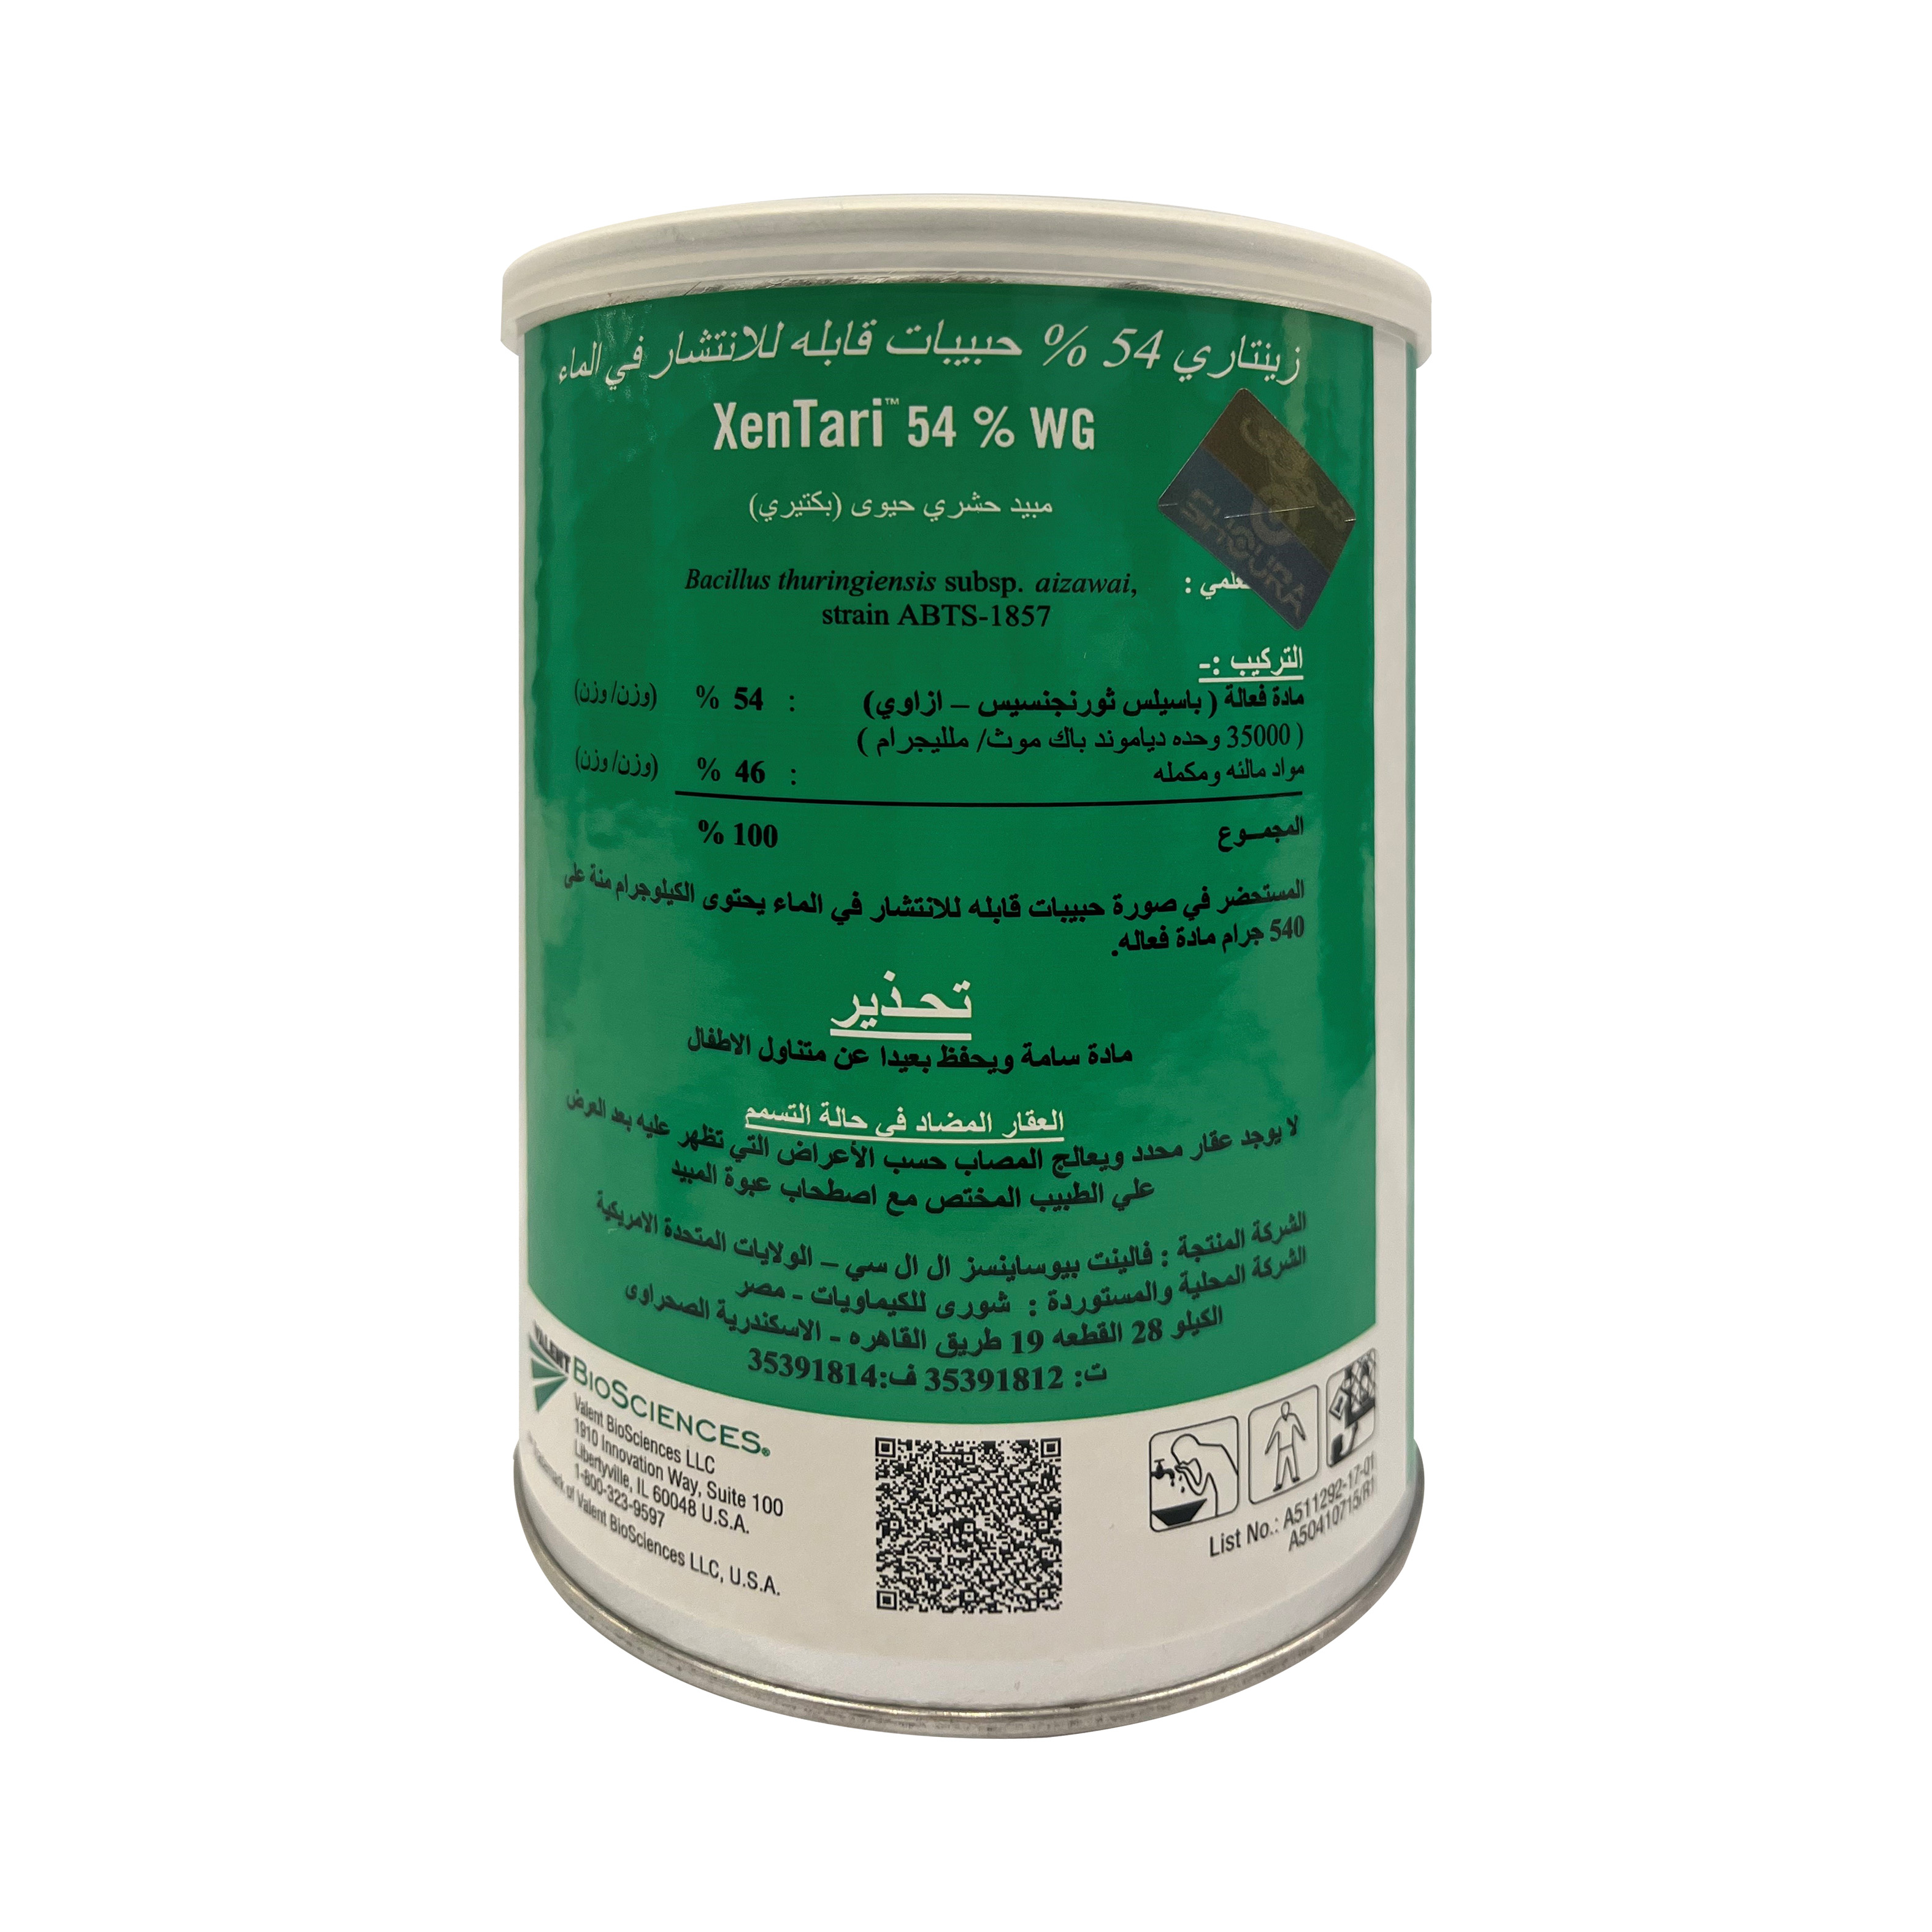 زينتاري 54 % حبيبات قابله للانتشار في الماء
XenTari™ 54 % WG
مبيد حشري حيوى (بكتيري)
شورى
SHOURA
Bacillus thuringiensis subsp. aizawai,
strain ABTS-1857
التركيب :-
مادة فعالة ( باسيلس ثورنجنسيس – ازاوي) : 54 % (وزن/ وزن)
( 35000 وحده دياموند باك موث/ ملليجرام )
مواد مالئه ومكمله : 46 % (وزن/ وزن)
المجمـــوع 100 %
المستحضر في صورة حبيبات قابله للانتشار في الماء يحتوى الكيلوجرام منة على
540 جرام مادة فعاله.
تحـذير
مادة سامة ويحفظ بعيدا عن متناول الاطفال
العقار المضاد في حالة التسمم
لا يوجد عقار محدد ويعالج المصاب حسب الأعراض التي تظهر عليه بعد العرض
علي الطبيب المختص مع اصطحاب عبوة المبيد
الشركة المنتجة : فالينت بيوساينسز ال ال سي – الولايات المتحدة الامريكية
الشركة المحلية والمستوردة : شورى للكيماويات - مصر
الكيلو 28 القطعه 19 طريق القاهره - الاسكندرية الصحراوى
ت: 35391812 ف:35391814
VALENT BIOSCIENCES®
Valent BioSciences LLC
1910 Innovation Way, Suite 100
Libertyville, IL 60048 U.S.A.
1-800-323-9597
Trademark of Valent BioSciences LLC, U.S.A.
List No.: A511292-17-01
A50410715/R1